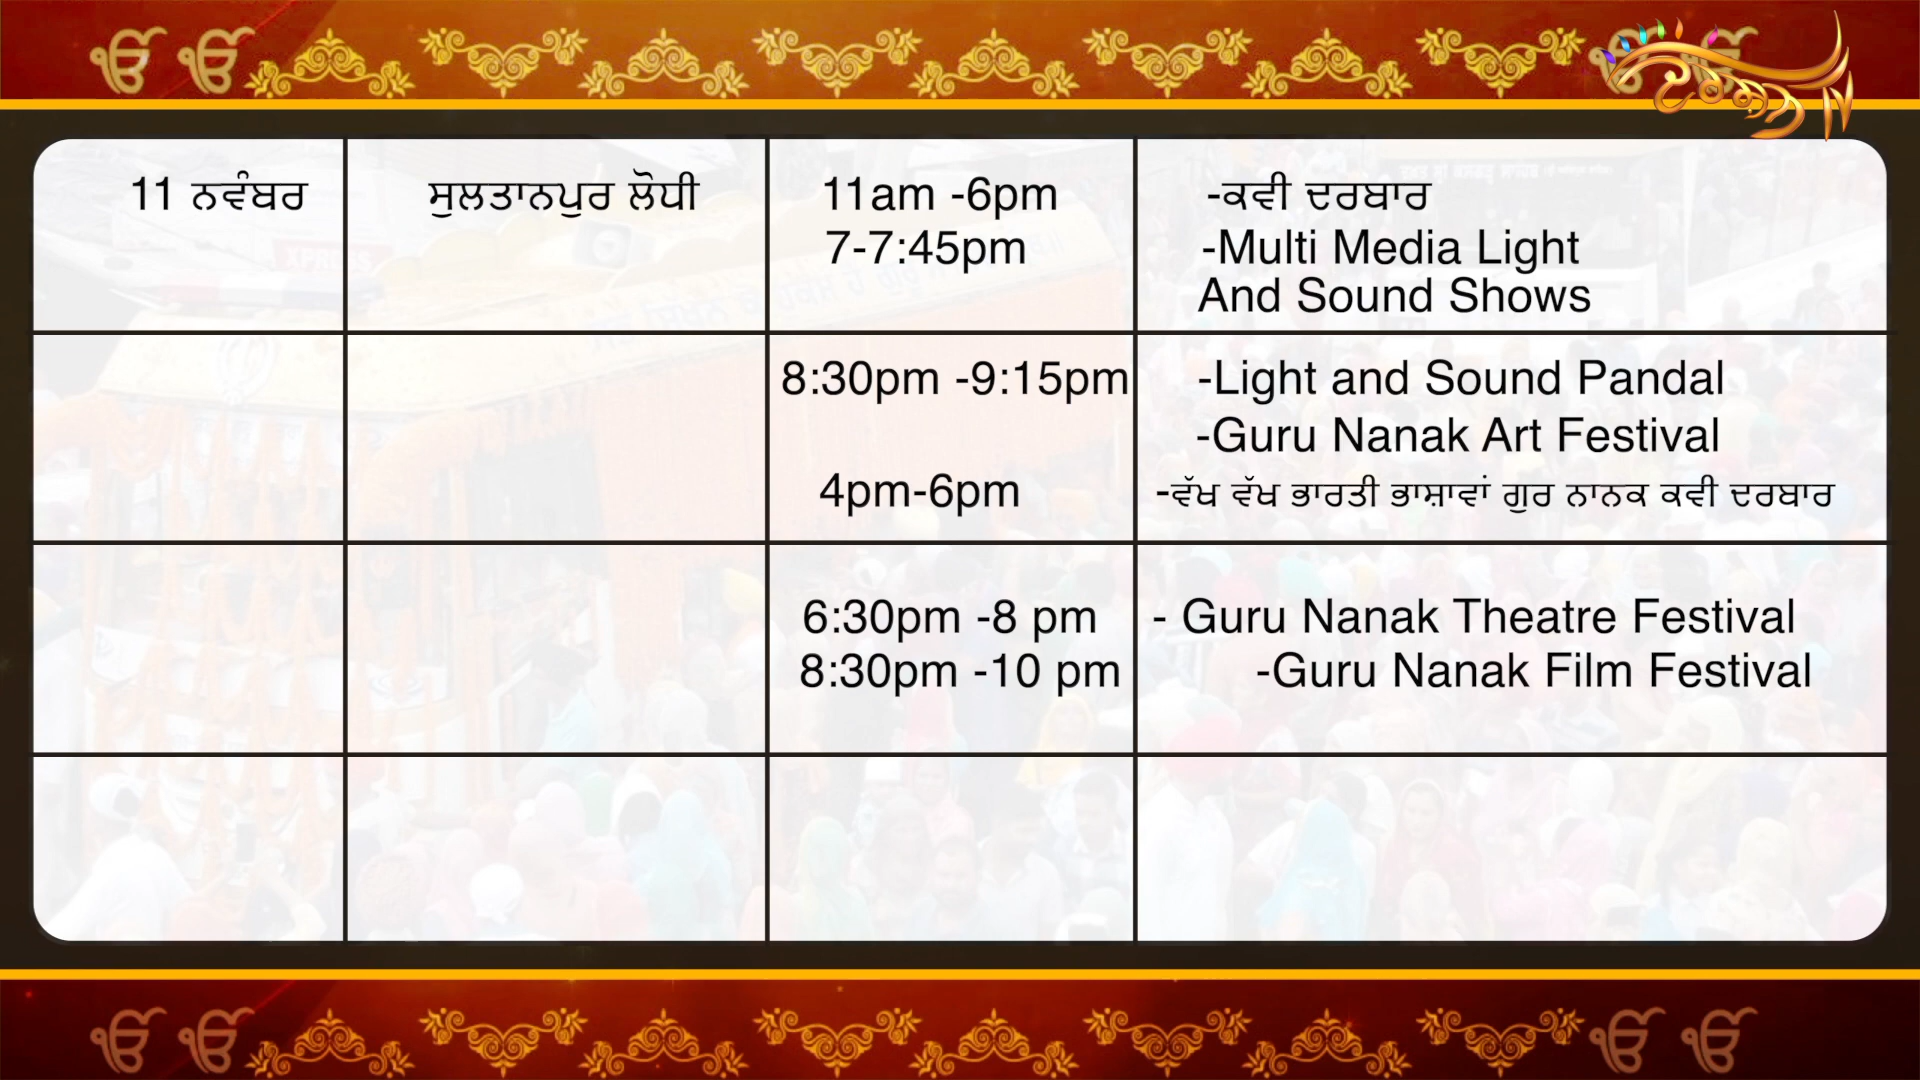 11 ਨਵੰਬਰ ਸੁਲਤਾਨਪੁਰ ਲੋਧੀ 11am -6pm -ਕਵੀ ਦਰਬਾਰ
7-7:45pm -Multi Media Light
And Sound Shows
8:30pm -9:15pm -Light and Sound Pandal
-Guru Nanak Art Festival
4pm-6pm -ਵੱਖ ਵੱਖ ਭਾਰਤੀ ਭਾਸ਼ਾਵਾਂ ਗੁਰ ਨਾਨਕ ਕਵੀ ਦਰਬਾਰ
6:30pm -8 pm - Guru Nanak Theatre Festival
8:30pm -10 pm -Guru Nanak Film Festival